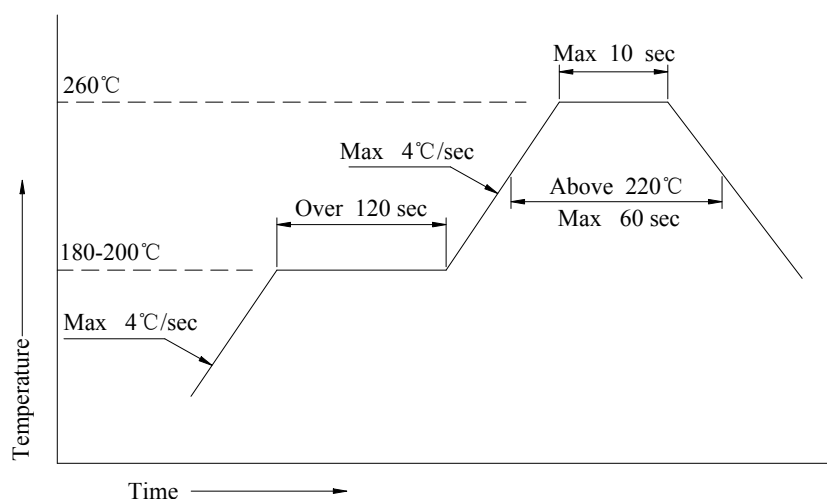 Max 10 sec
260℃
Max 4℃/sec
Above 220℃
Max 60 sec
Over 120 sec
180-200℃
Max 4℃/sec
Temperature
Time